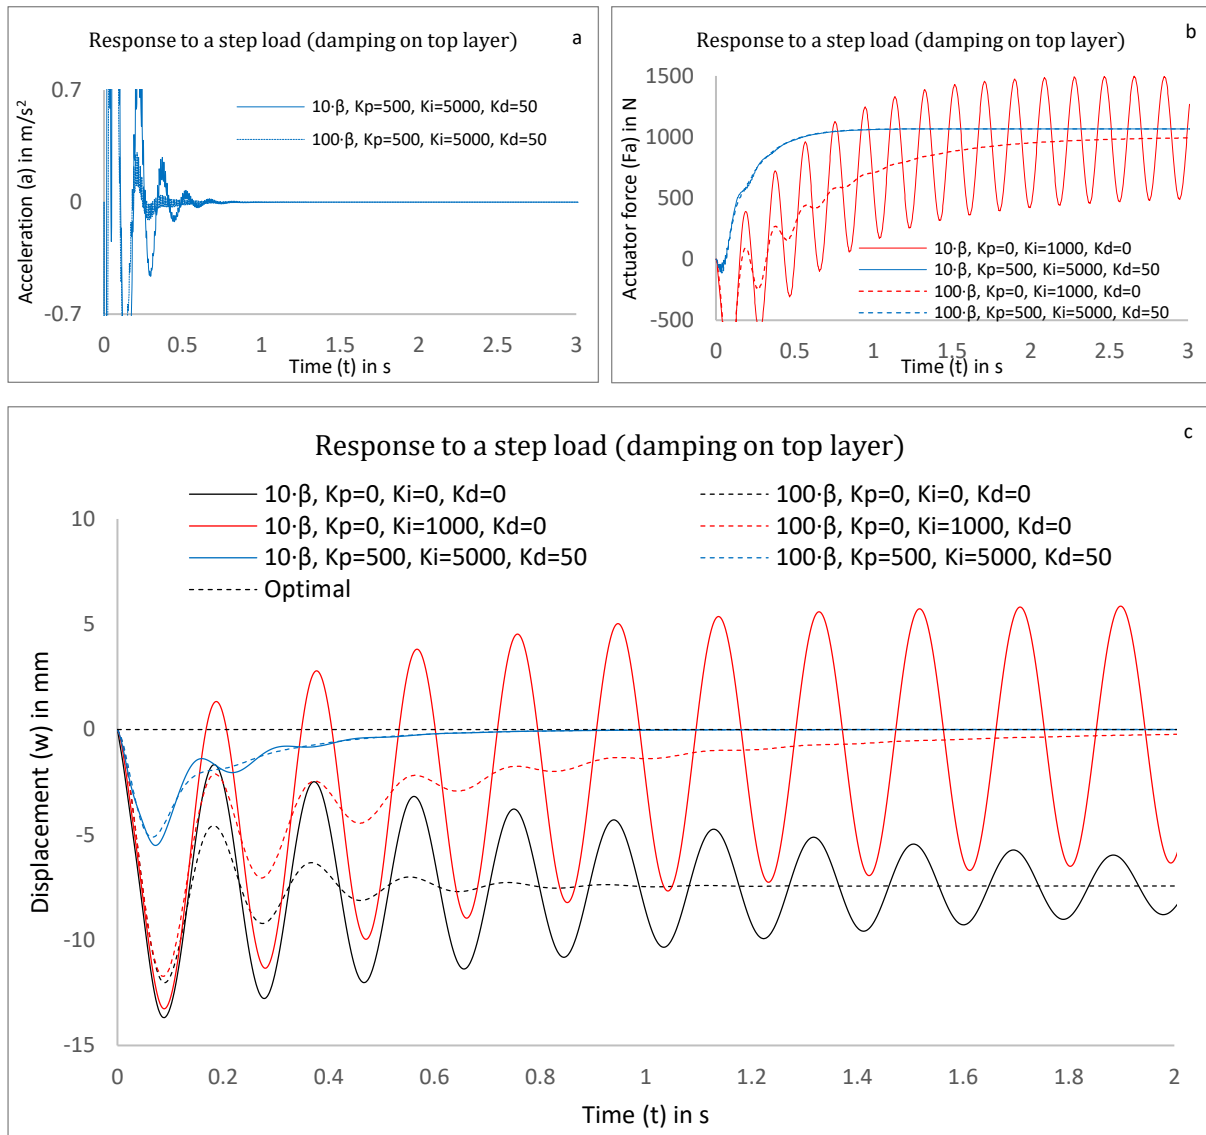 Response to a step load (damping on top layer)
a
Acceleration (a) in m/s²
0.7
0
-0.7
10·β, Kp=500, Ki=5000, Kd=50
100·β, Kp=500, Ki=5000, Kd=50
0 0.5 1 1.5 2 2.5 3
Time (t) in s
Response to a step load (damping on top layer)
b
Actuator force (Fa) in N
1500
1000
500
0
-500
10·β, Kp=0, Ki=1000, Kd=0
10·β, Kp=500, Ki=5000, Kd=50
100·β, Kp=0, Ki=1000, Kd=0
100·β, Kp=500, Ki=5000, Kd=50
0 0.5 1 1.5 2 2.5 3
Time (t) in s
c
Response to a step load (damping on top layer)
10·β, Kp=0, Ki=0, Kd=0
100·β, Kp=0, Ki=0, Kd=0
10·β, Kp=0, Ki=1000, Kd=0
100·β, Kp=0, Ki=1000, Kd=0
10·β, Kp=500, Ki=5000, Kd=50
100·β, Kp=500, Ki=5000, Kd=50
Optimal
Displacement (w) in mm
10
5
0
-5
-10
-15
0 0.2 0.4 0.6 0.8 1 1.2 1.4 1.6 1.8 2
Time (t) in s